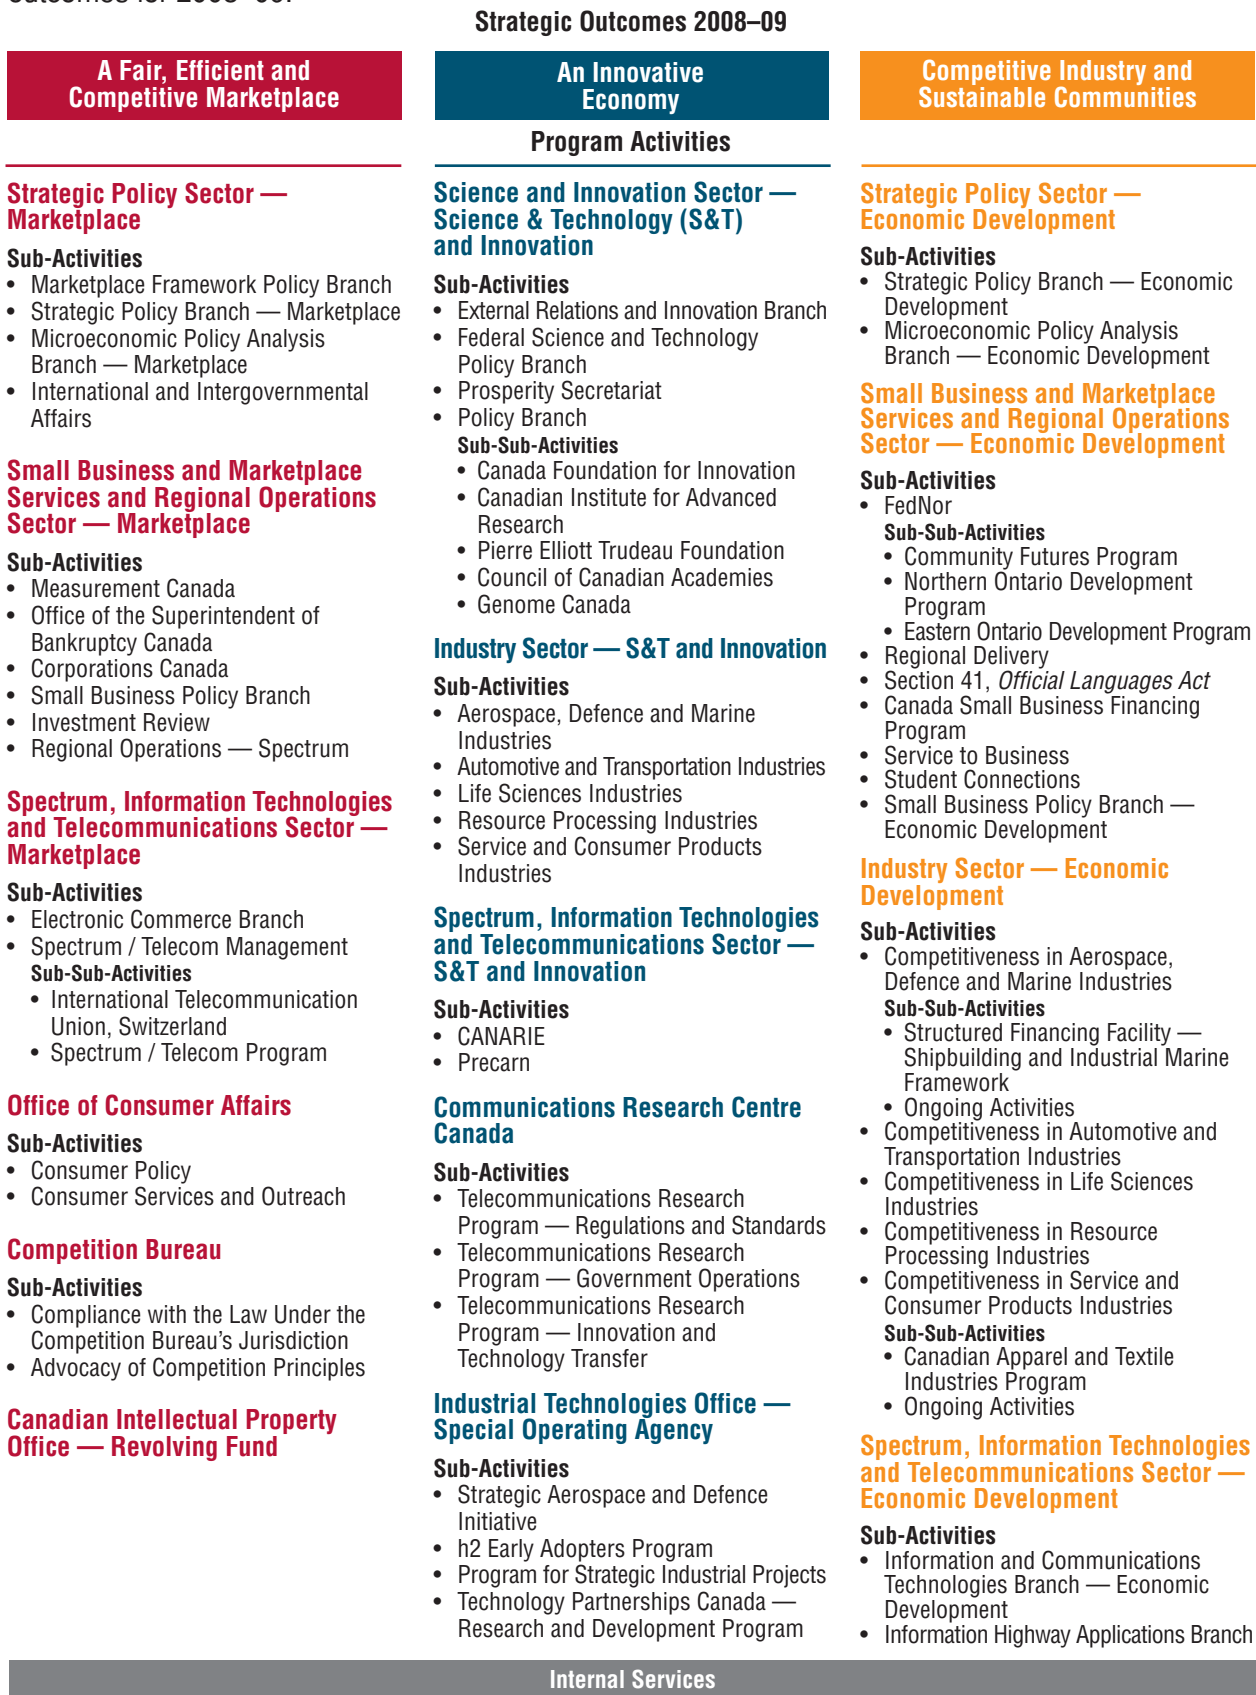 outcomes for 2008–09.
Strategic Outcomes 2008–09
A Fair, Efficient and
Competitive Marketplace
An Innovative
Economy
Competitive Industry and
Sustainable Communities
Program Activities
Strategic Policy Sector —
Marketplace
Sub-Activities
• Marketplace Framework Policy Branch
• Strategic Policy Branch — Marketplace
• Microeconomic Policy Analysis
Branch — Marketplace
• International and Intergovernmental
Affairs
Small Business and Marketplace
Services and Regional Operations
Sector — Marketplace
Sub-Activities
• Measurement Canada
• Office of the Superintendent of
Bankruptcy Canada
• Corporations Canada
• Small Business Policy Branch
• Investment Review
• Regional Operations — Spectrum
Spectrum, Information Technologies
and Telecommunications Sector —
Marketplace
Sub-Activities
• Electronic Commerce Branch
• Spectrum / Telecom Management
Sub-Sub-Activities
• International Telecommunication
Union, Switzerland
• Spectrum / Telecom Program
Office of Consumer Affairs
Sub-Activities
• Consumer Policy
• Consumer Services and Outreach
Competition Bureau
Sub-Activities
• Compliance with the Law Under the
Competition Bureau's Jurisdiction
• Advocacy of Competition Principles
Canadian Intellectual Property
Office — Revolving Fund
Science and Innovation Sector —
Science & Technology (S&T)
and Innovation
Sub-Activities
• External Relations and Innovation Branch
• Federal Science and Technology
Policy Branch
• Prosperity Secretariat
• Policy Branch
Sub-Sub-Activities
• Canada Foundation for Innovation
• Canadian Institute for Advanced
Research
• Pierre Elliott Trudeau Foundation
• Council of Canadian Academies
• Genome Canada
Industry Sector — S&T and Innovation
Sub-Activities
• Aerospace, Defence and Marine
Industries
• Automotive and Transportation Industries
• Life Sciences Industries
• Resource Processing Industries
• Service and Consumer Products
Industries
Spectrum, Information Technologies
and Telecommunications Sector —
S&T and Innovation
Sub-Activities
• CANARIE
• Precarn
Communications Research Centre
Canada
Sub-Activities
• Telecommunications Research
Program — Regulations and Standards
• Telecommunications Research
Program — Government Operations
• Telecommunications Research
Program — Innovation and
Technology Transfer
Industrial Technologies Office —
Special Operating Agency
Sub-Activities
• Strategic Aerospace and Defence
Initiative
• h2 Early Adopters Program
• Program for Strategic Industrial Projects
• Technology Partnerships Canada —
Research and Development Program
Strategic Policy Sector —
Economic Development
Sub-Activities
• Strategic Policy Branch — Economic
Development
• Microeconomic Policy Analysis
Branch — Economic Development
Small Business and Marketplace
Services and Regional Operations
Sector — Economic Development
Sub-Activities
• FedNor
Sub-Sub-Activities
• Community Futures Program
• Northern Ontario Development
Program
• Eastern Ontario Development Program
• Regional Delivery
• Section 41, Official Languages Act
• Canada Small Business Financing
Program
• Service to Business
• Student Connections
• Small Business Policy Branch —
Economic Development
Industry Sector — Economic
Development
Sub-Activities
• Competitiveness in Aerospace,
Defence and Marine Industries
Sub-Sub-Activities
• Structured Financing Facility —
Shipbuilding and Industrial Marine
Framework
• Ongoing Activities
• Competitiveness in Automotive and
Transportation Industries
• Competitiveness in Life Sciences
Industries
• Competitiveness in Resource
Processing Industries
• Competitiveness in Service and
Consumer Products Industries
Sub-Sub-Activities
• Canadian Apparel and Textile
Industries Program
• Ongoing Activities
Spectrum, Information Technologies
and Telecommunications Sector —
Economic Development
Sub-Activities
• Information and Communications
Technologies Branch — Economic
Development
• Information Highway Applications Branch
Internal Services